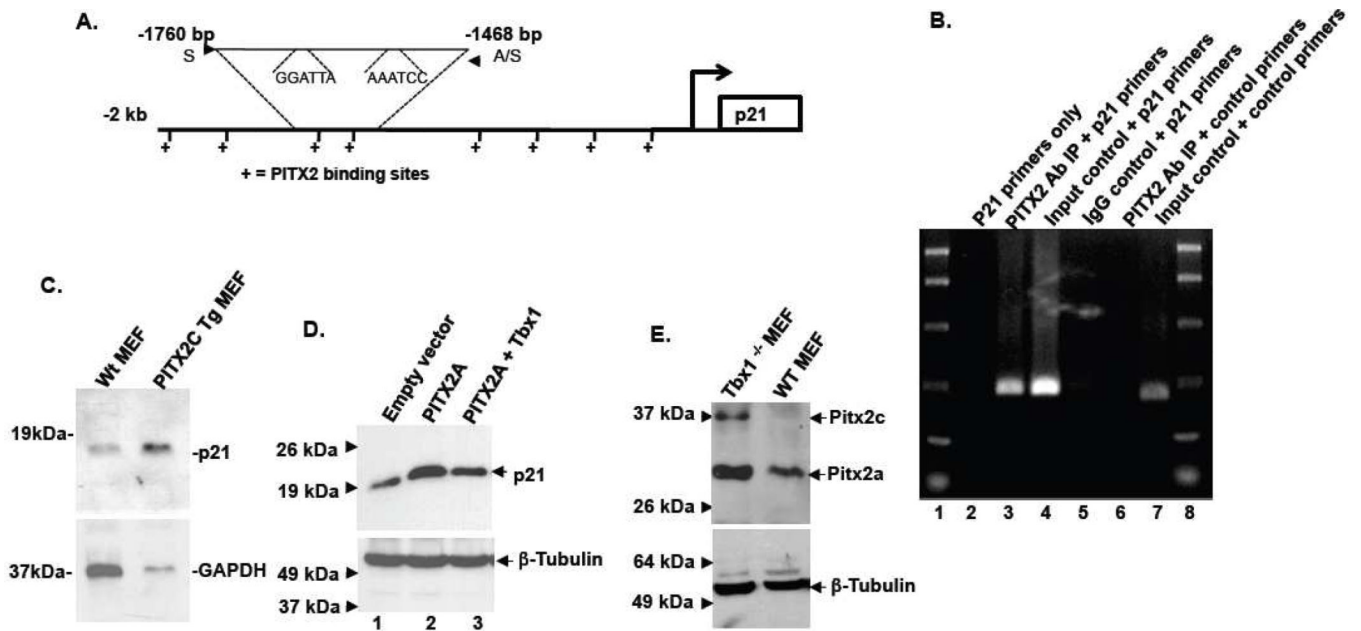 A.
-1760 bp
-1468 bp
S
A/S
GGATTA
AAATCC
-2 kb
p21
+ + + + + + + +
+ = PITX2 binding sites
B.
P21 primers only
PITX2 Ab IP + p21 primers
Input control + p21 primers
IgG control + p21 primers
PITX2 Ab IP + control primers
Input control + control primers
1 2 3 4 5 6 7 8
C.
Wt MEF
PITX2C Tg MEF
19kDa-
-p21
37kDa-
-GAPDH
D.
Empty vector
PITX2A
PITX2A + Tbx1
26 kDa
19 kDa
p21
49 kDa
37 kDa
β-Tubulin
1 2 3
E.
Tbx1 -/- MEF
WT MEF
37 kDa
Pitx2c
Pitx2a
26 kDa
64 kDa
β-Tubulin
49 kDa